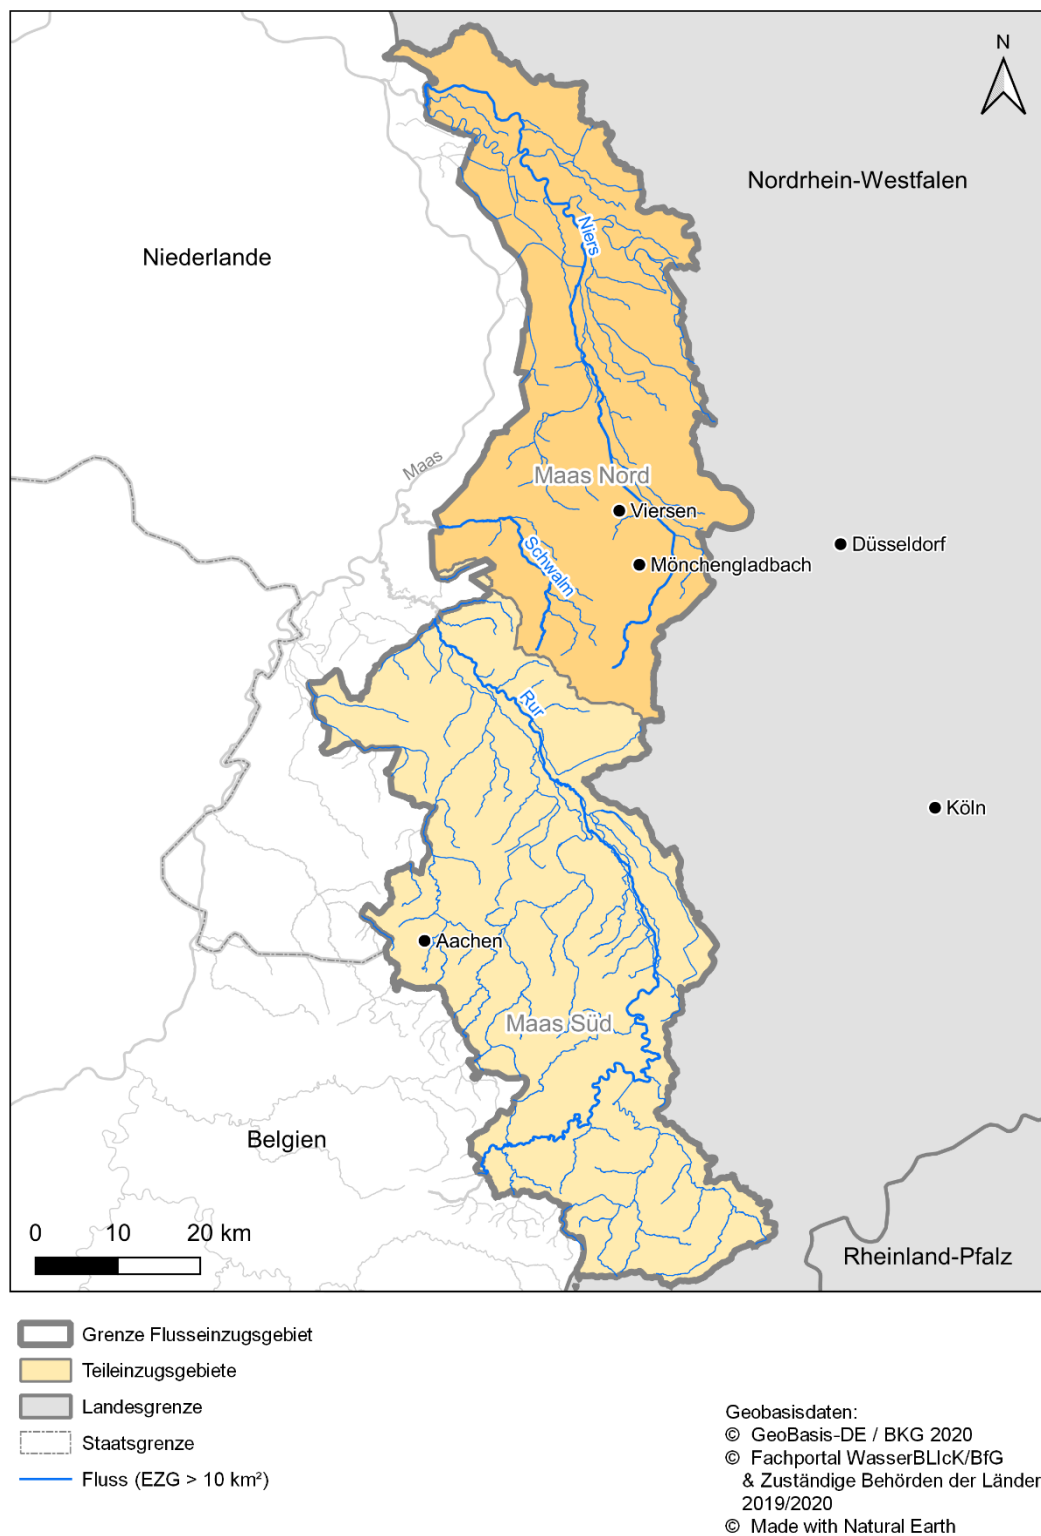 N
Nordrhein-Westfalen
Niederlande
Niers
Maas
Maas Nord
Viersen
Düsseldorf
Schwalm
Mönchengladbach
Rur
Köln
Aachen
Maas Süd
Belgien
0 10 20 km
Rheinland-Pfalz
Grenze Flusseinzugsgebiet
Teileinzugsgebiete
Landesgrenze
Staatsgrenze
Fluss (EZG > 10 km²)
Geobasisdaten:
© GeoBasis-DE / BKG 2020
© Fachportal WasserBLIcK/BfG
& Zuständige Behörden der Länder
2019/2020
© Made with Natural Earth